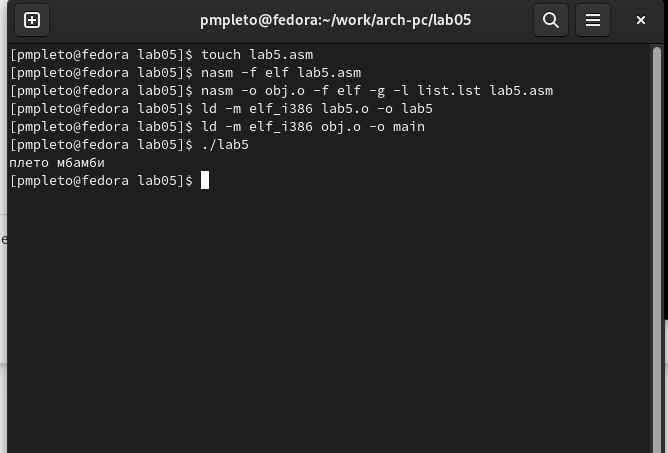 pmpleto@fedora:~/work/arch-pc/lab05
[pmpleto@fedora lab05]$ touch lab5.asm
[pmpleto@fedora lab05]$ nasm -f elf lab5.asm
[pmpleto@fedora lab05]$ nasm -o obj.o -f elf -g -l list.lst lab5.asm
[pmpleto@fedora lab05]$ ld -m elf_i386 lab5.o -o lab5
[pmpleto@fedora lab05]$ ld -m elf_i386 obj.o -o main
[pmpleto@fedora lab05]$ ./lab5
плето мбамби
[pmpleto@fedora lab05]$